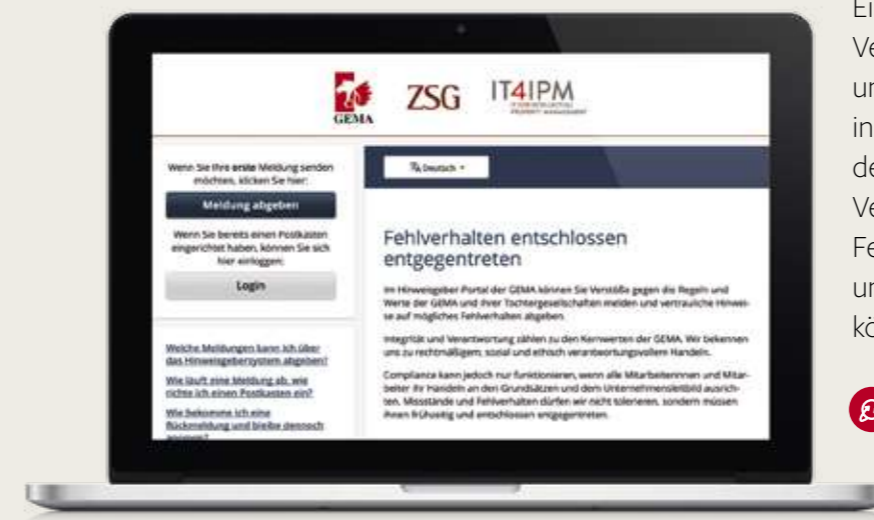 GEMA
ZSG
IT4IPM
IT FOR INTELLECTUAL
PROPERTY MANAGEMENT
Wenn Sie Ihre erste Meldung senden
möchten, klicken Sie hier:
Meldung abgeben
Wenn Sie bereits einen Postkasten
eingerichtet haben, können Sie sich
hier einloggen:
Login
Welche Meldungen kann ich über
das Hinweisgebersystem abgeben?
Wie läuft eine Meldung ab, wie
richte ich einen Postkasten ein?
Wie bekomme ich eine
Rückmeldung und bleibe dennoch
anonym?
Deutsch
Fehlverhalten entschlossen
entgegentreten
Im Hinweisgeber-Portal der GEMA können Sie Verstöße gegen die Regeln und
Werte der GEMA und ihrer Tochtergesellschaften melden und vertrauliche Hinwei-
se auf mögliches Fehlverhalten abgeben.
Integrität und Verantwortung zählen zu den Kernwerten der GEMA. Wir bekennen
uns zu rechtmäßigem, sozial und ethisch verantwortungsvollem Handeln.
Compliance kann jedoch nur funktionieren, wenn alle Mitarbeiterinnen und Mitar-
beiter ihr Handeln an den Grundsätzen und dem Unternehmensleitbild ausrich-
ten. Missstände und Fehlverhalten dürfen wir nicht tolerieren, sondern müssen
ihnen frühzeitig und entschlossen entgegentreten.